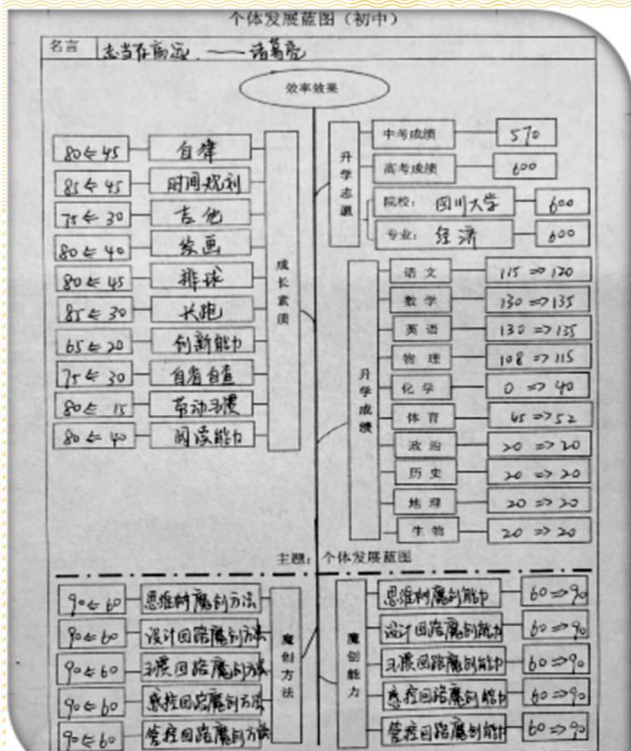 个体发展蓝图（初中）
名言 志当存高远. ——诸葛亮
效率效果
80⇐45 自律
85⇐45 时间规利
75⇐30 吉他
80⇐40 绘画
80⇐45 排球
85⇐30 长跑
65⇐20 创新能力
75⇐30 自省自查
80⇐15 劳动习惯
80⇐40 阅读能力
成长素质
升学志愿
中考成绩 570
高考成绩 600
院校： 四川大学 600
专业： 经济 600
升学成绩
语文 115⇒120
数学 130⇒135
英语 130⇒135
物理 108⇒115
化学 0⇒40
体育 45⇒52
政治 20⇒20
历史 20⇒20
地理 20⇒20
生物 20⇒20
主题：个体发展蓝图
90⇐60 思维树魔创方法
90⇐60 设计回路魔创方法
90⇐60 习惯回路魔创方法
90⇐60 感控回路魔创方法
90⇐60 管控回路魔创方法
魔创方法
魔创能力
思维树魔创能力 60⇒90
设计回路魔创能力 60⇒90
习惯回路魔创能力 60⇒90
感控回路魔创能力 60⇒90
管控回路魔创能力 60⇒90